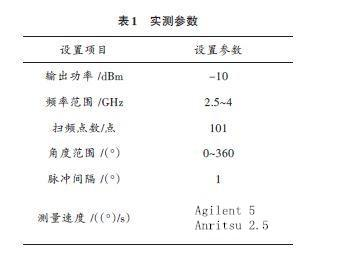 表1 实测参数
设置项目 设置参数
输出功率 /dBm -10
频率范围 /GHz 2.5~4
扫频点数/点 101
角度范围 /(°) 0~360
脉冲间隔 /(°) 1
测量速度 /((°)/s) Agilent 5
Anritsu 2.5